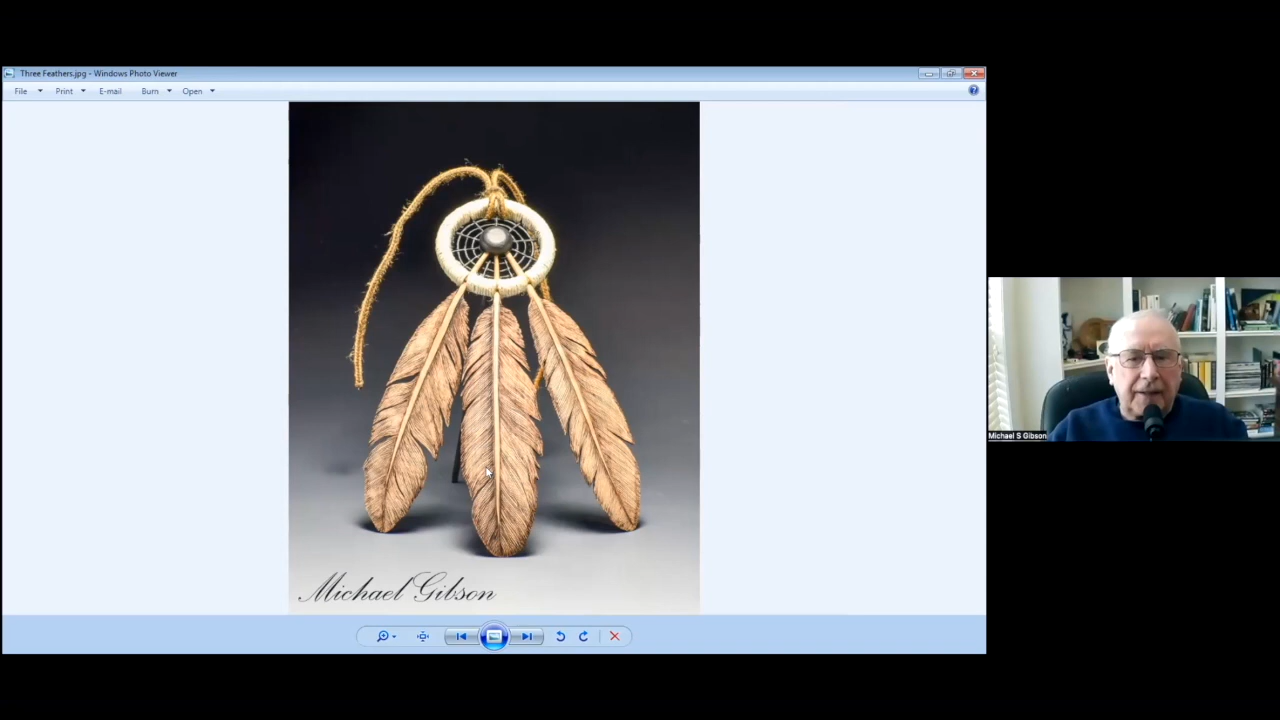 Three Feathers.jpg - Windows Photo Viewer
File Print E-mail Burn Open
Michael Gibson
Michael S Gibson